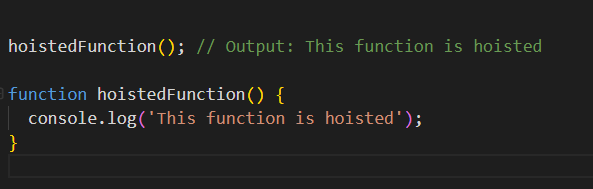 hoistedFunction(); // Output: This function is hoisted
function hoistedFunction() {
console.log('This function is hoisted');
}